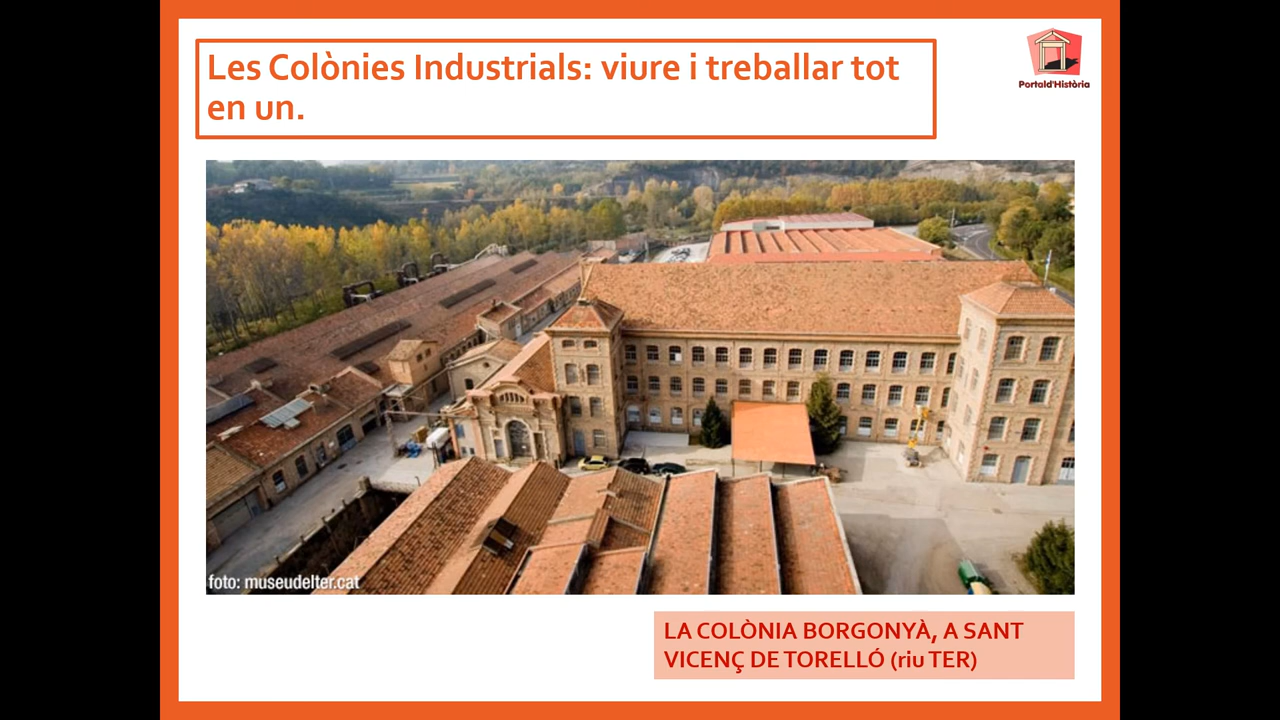 Les Colònies Industrials: viure i treballar tot
en un.
Portald'Història
foto: museudelter.cat
LA COLÒNIA BORGONYÀ, A SANT
VICENÇ DE TORELLÓ (riu TER)